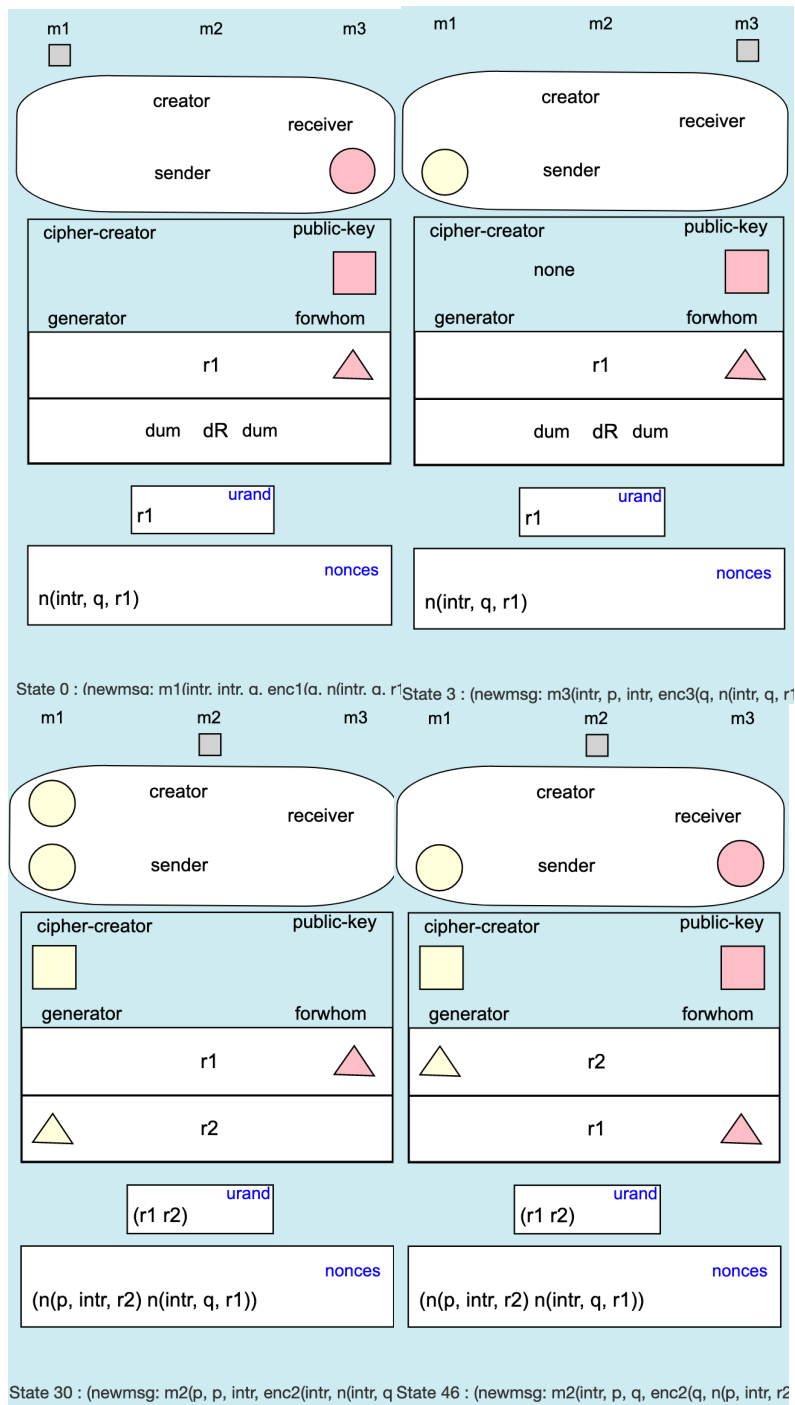 m1 m2 m3
creator
receiver
sender
cipher-creator public-key
generator forwhom
r1
dum dR dum
urand
r1
nonces
n(intr, q, r1)
State 0 : (newmsg: m1(intr, intr, q, enc1(q, n(intr, q, r1
m1 m2 m3
creator
receiver
sender
cipher-creator public-key
none
generator forwhom
r1
dum dR dum
urand
r1
nonces
n(intr, q, r1)
State 3 : (newmsg: m3(intr, p, intr, enc3(q, n(intr, q, r1
m1 m2 m3
creator
receiver
sender
cipher-creator public-key
generator forwhom
r1
r2
urand
(r1 r2)
nonces
(n(p, intr, r2) n(intr, q, r1))
State 30 : (newmsg: m2(p, p, intr, enc2(intr, n(intr, q
m1 m2 m3
creator
receiver
sender
cipher-creator public-key
generator forwhom
r2
r1
urand
(r1 r2)
nonces
(n(p, intr, r2) n(intr, q, r1))
State 46 : (newmsg: m2(intr, p, q, enc2(q, n(p, intr, r2